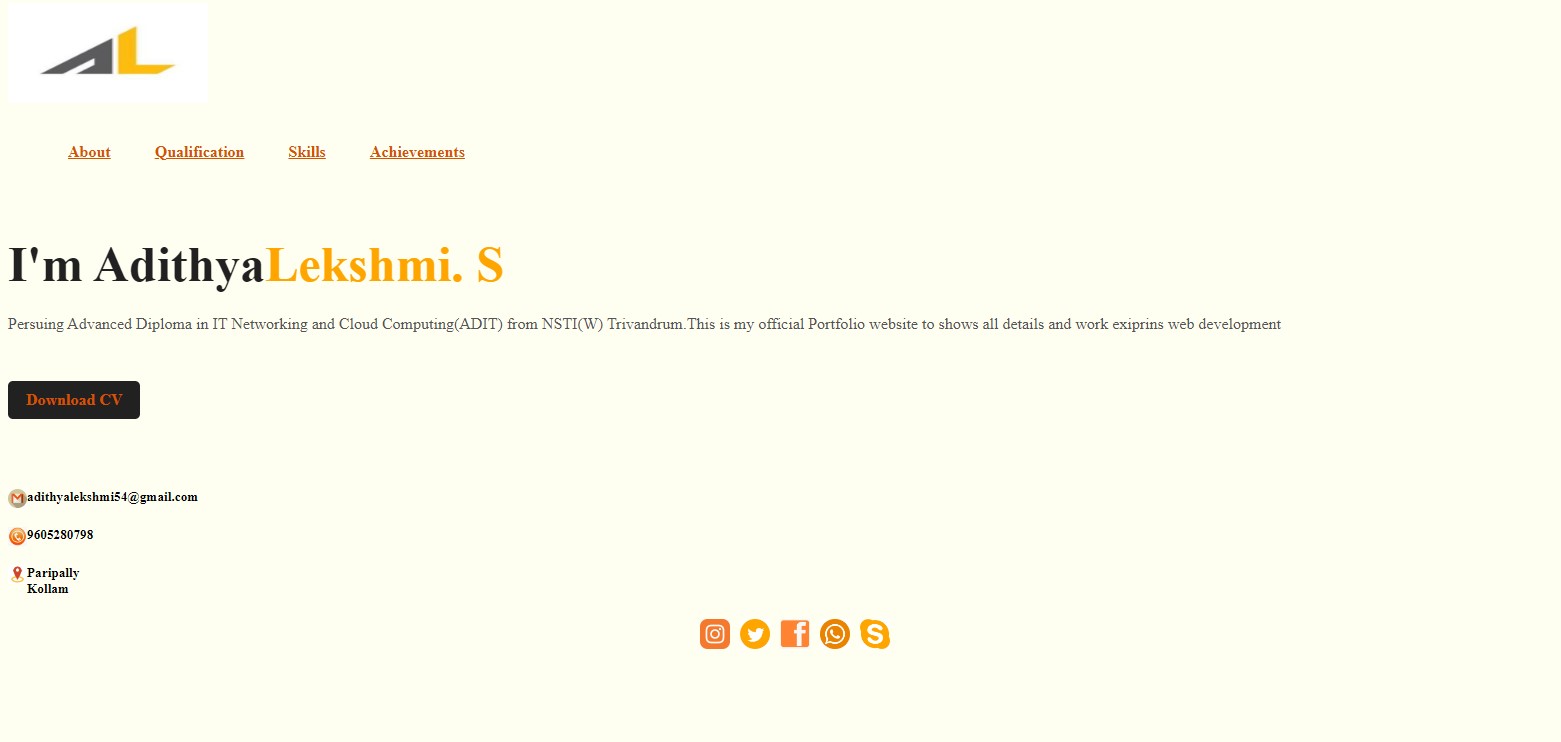 AL
About Qualification Skills Achievements
I'm AdithyaLekshmi. S
Persuing Advanced Diploma in IT Networking and Cloud Computing(ADIT) from NSTI(W) Trivandrum.This is my official Portfolio website to shows all details and work exiprins web development
Download CV
adithyalekshmi54@gmail.com
9605280798
Paripally
Kollam